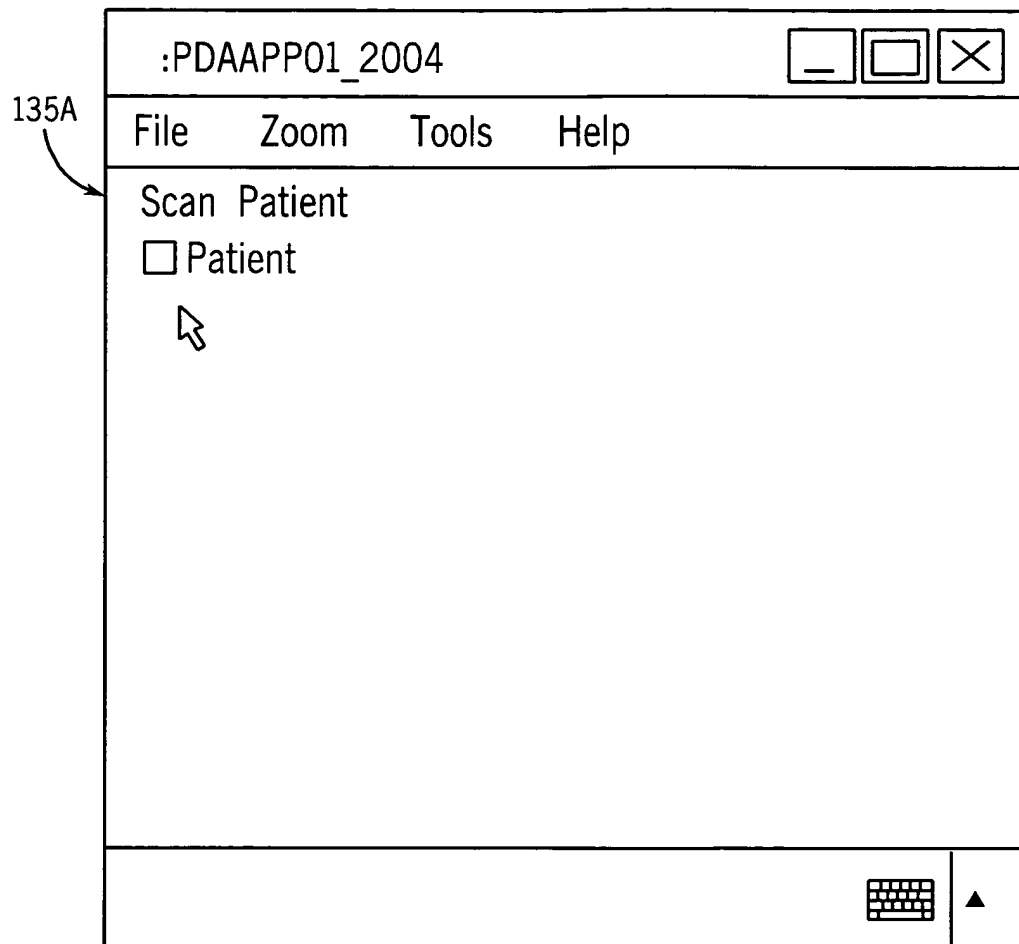 :PDAAPP01_2004
135A
File Zoom Tools Help
Scan Patient
Patient